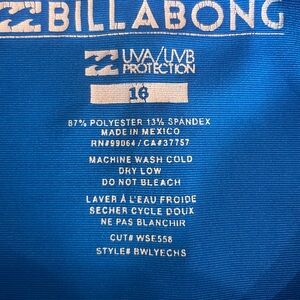 BILLABONG
UVA/UVB
PROTECTION
16
87% POLYESTER 13% SPANDEX
MADE IN MEXICO
RN#99064 / CA#37757
MACHINE WASH COLD
DRY LOW
DO NOT BLEACH
LAVER À L'EAU FROIDE
SECHER CYCLE DOUX
NE PAS BLANCHIR
CUT# WSE558
STYLE# BWLYECHS